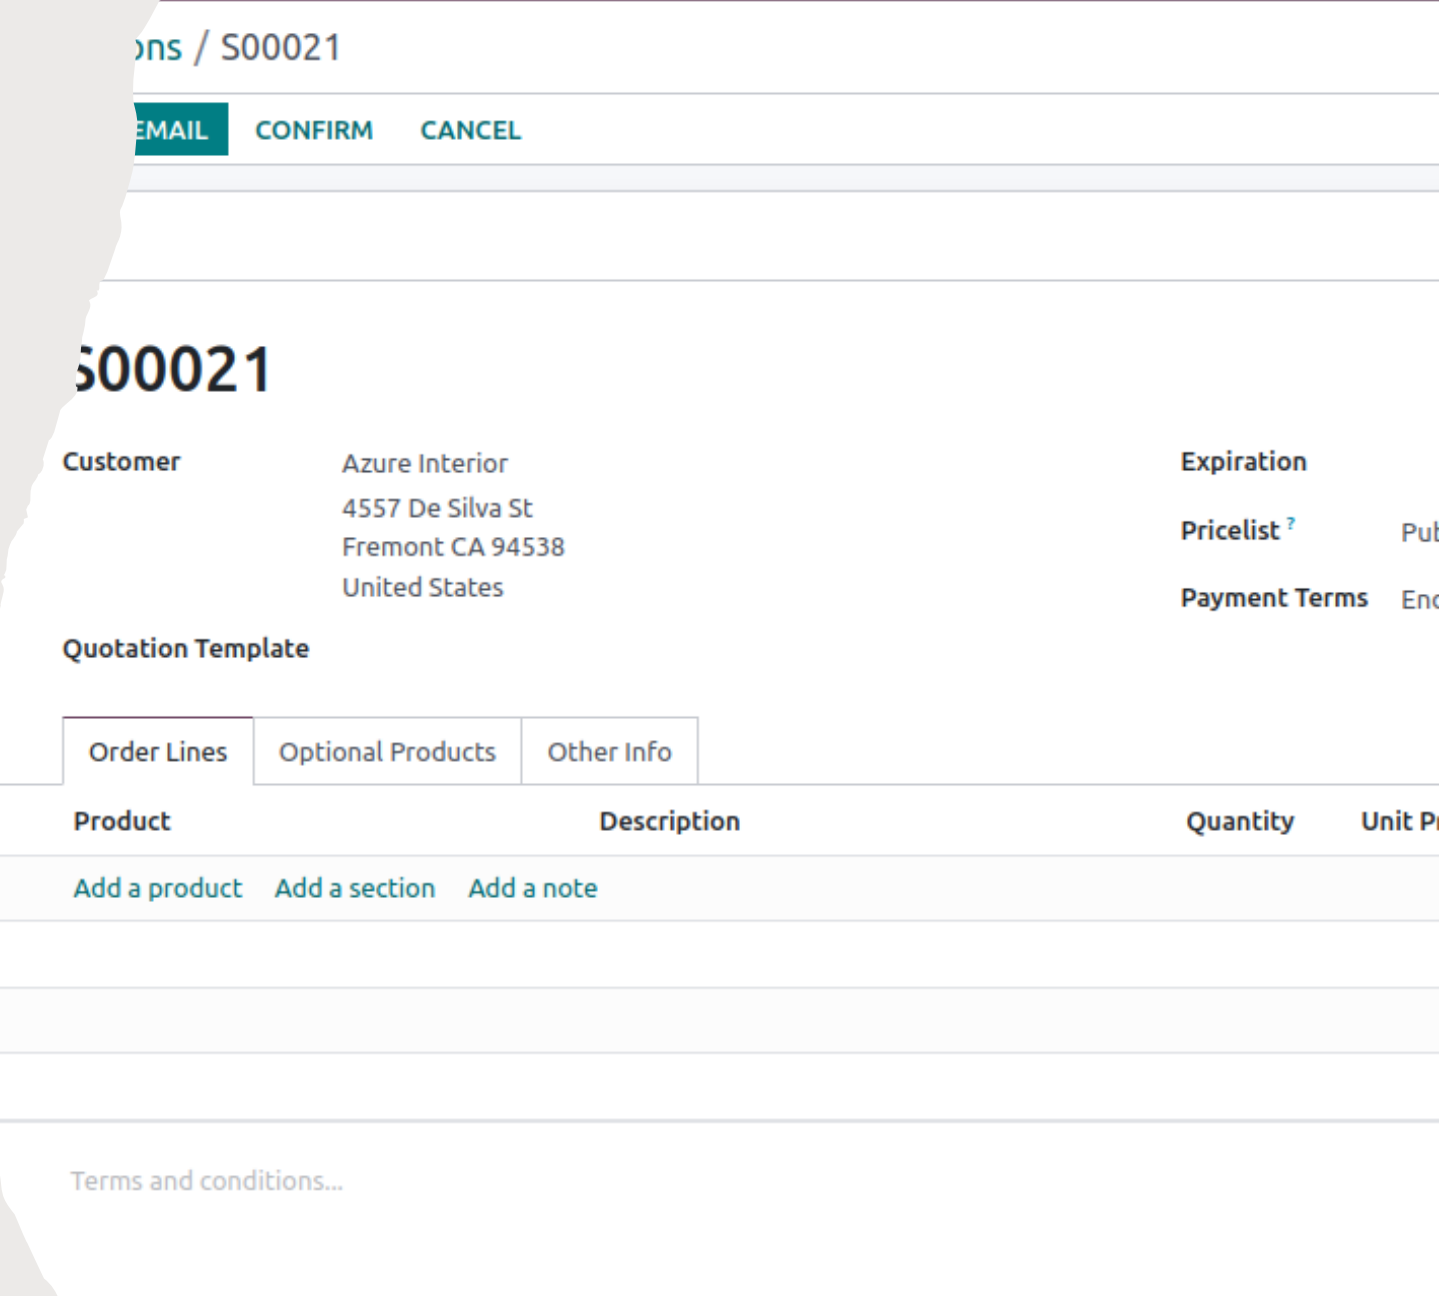 / S00021
EMAIL CONFIRM CANCEL
S00021
Customer Azure Interior Expiration
4557 De Silva St
Pricelist ?
Fremont CA 94538
United States
Payment Terms
Quotation Template
Order Lines Optional Products Other Info
Product Description Quantity Unit
Add a product Add a section Add a note
Terms and conditions...